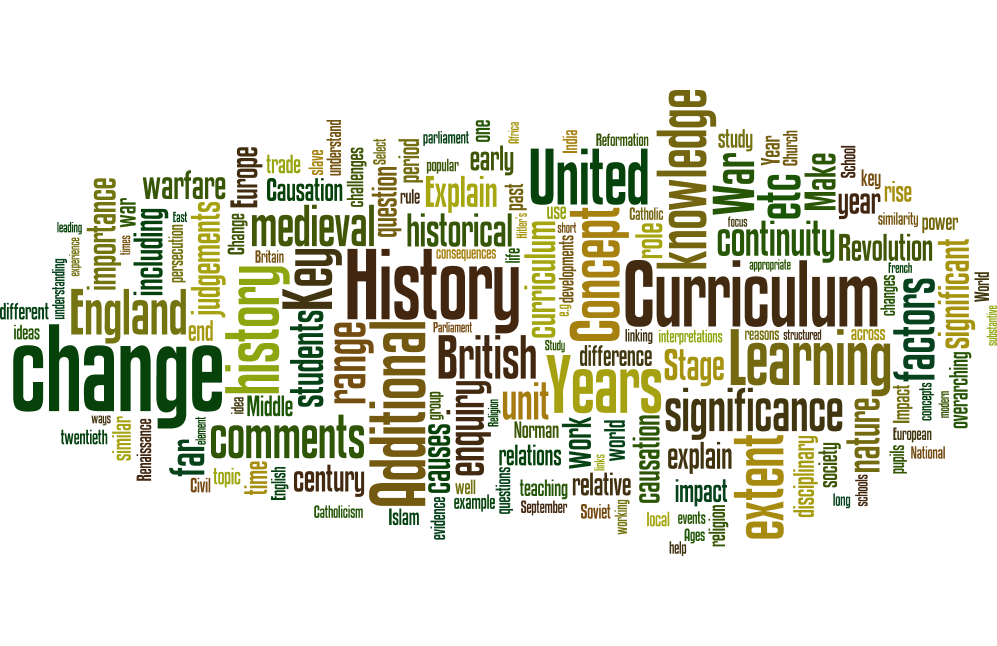 change
History
Curriculum
Learning
Additional
Concept
knowledge
United
Years
history
England
Key
medieval
British
comments
significance
extent
factors
continuity
historical
range
students
enquiry
War
etc
Make
Revolution
Significant
nature
Stage
unit
curriculum
causation
causes
far
Explain
explain
warfare
Europe
importance
including
judgements
war
times
leading
experience
understanding
different
ideas
East
persecution
end
Change
Britain
trade
Causation
slave
understand
challenges
question
Select
period
rule
popular
parliament
one
early
past
Africa
Hitler's
consequences
life
use
short
e.g
developments
India
Reformation
Catholic
role
focus
study
Year
Church
School
year
key
rise
similarity
power
appropriate
french
changes
World
substantive
overarching
modern
concepts
Impact
European
National
pupils
schools
long
society
disciplinary
across
structured
reasons
interpretations
linking
difference
Study
Parliament
group
Religion
Norman
work
world
links
relations
teaching
relative
September
Soviet
working
impact
local
events
Ages
religion
help
questions
example
well
evidence
Islam
Catholicism
century
English
time
topic
Civil
element
idea
Middle
Renaissance
similar
twentieth
ways